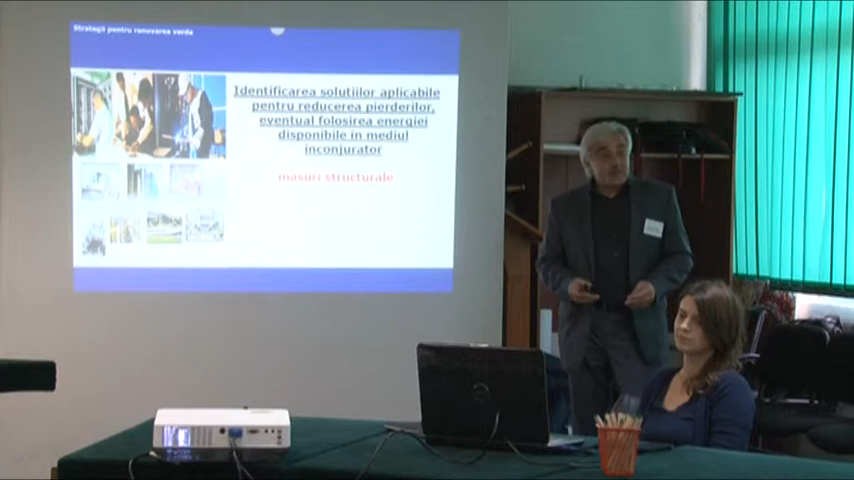 Strategii pentru renovarea verde
Identificarea solutiilor aplicabile
pentru reducerea pierderilor,
eventual folosirea energiei
disponibile in mediul
inconjurator
masuri structurale